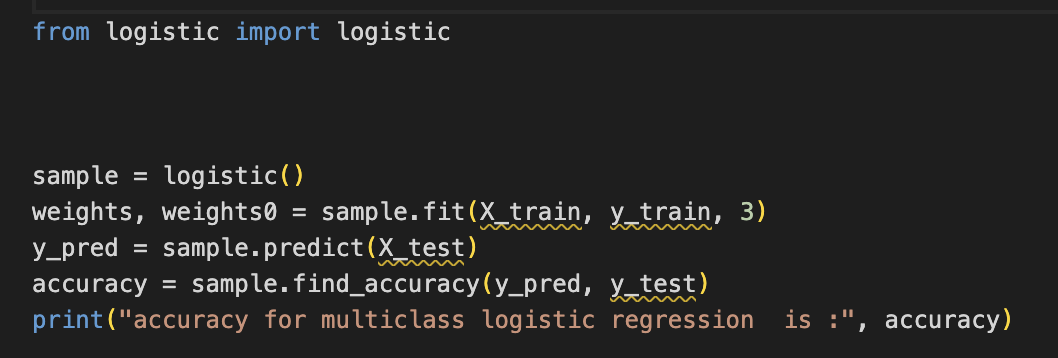 from logistic import logistic
sample = logistic()
weights, weights0 = sample.fit(X_train, y_train, 3)
y_pred = sample.predict(X_test)
accuracy = sample.find_accuracy(y_pred, y_test)
print("accuracy for multiclass logistic regression  is :", accuracy)